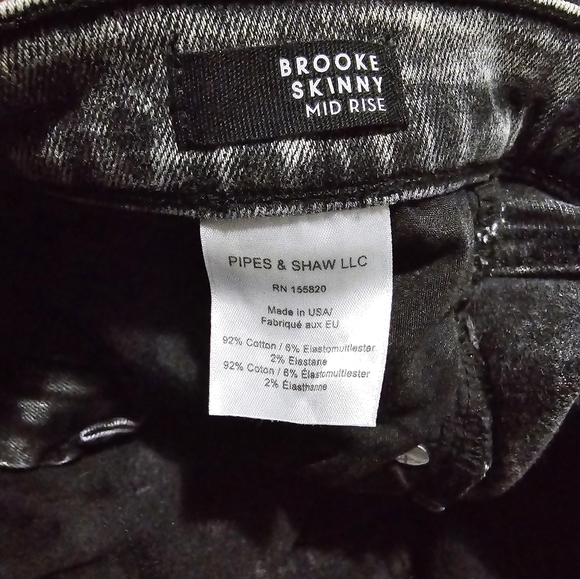 BROOKE
SKINNY
MID RISE
PIPES & SHAW LLC
RN 155820
Made in USA/
Fabriqué aux EU
92% Cotton / 6% Elastomultiester
2% Elastane
92% Coton / 6% Élastomultiester
2% Élasthanne